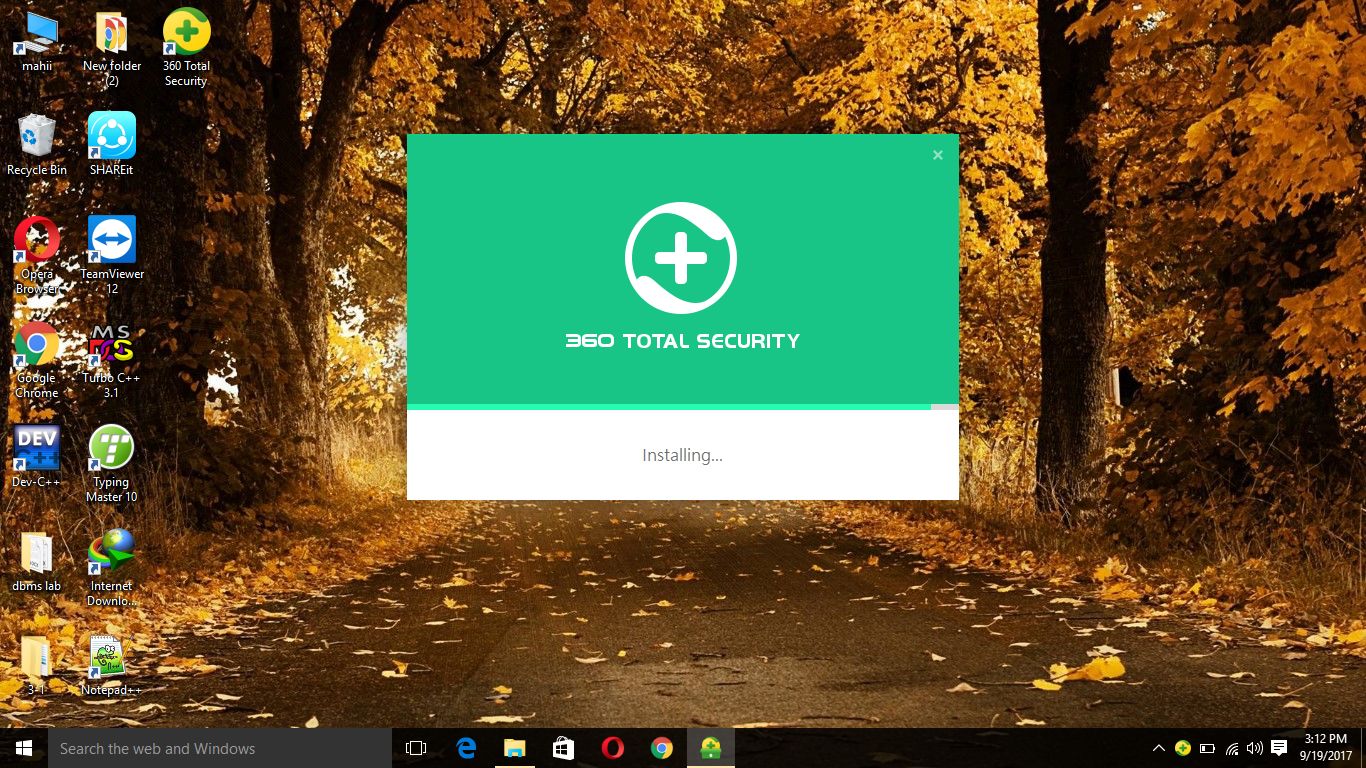 mahii
New folder
(2)
360 Total
Security
Recycle Bin
SHAREit
Opera
Browser
TeamViewer
12
Google
Chrome
MS
DOS
Turbo C++
3.1
DEV
C++
Dev-C++
Typing
Master 10
dbms lab
Internet
Downlo...
3-1
Notepad++
360 TOTAL SECURITY
Installing...
Search the web and Windows
3:12 PM
9/19/2017